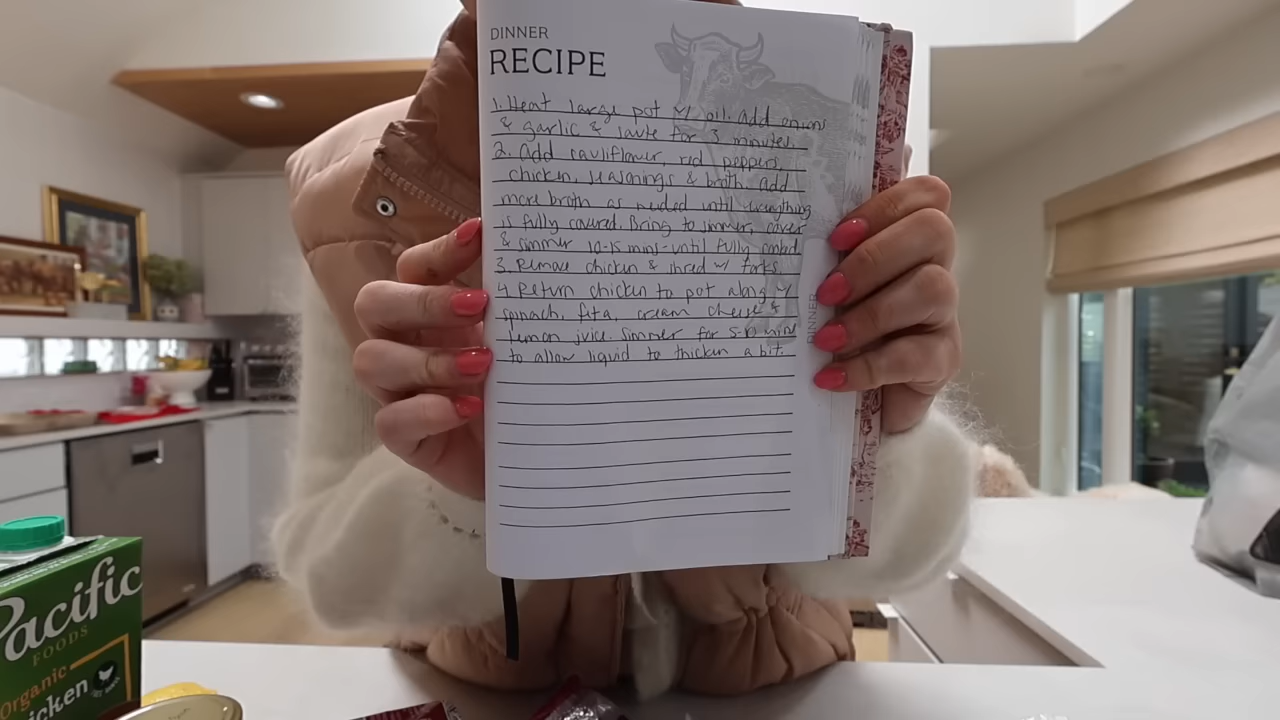 DINNER
RECIPE
1. Heat large pot w/ oil. Add onions
& garlic & saute for 3 minutes.
2. Add cauliflower, red peppers,
chicken, seasonings & broth. Add
more broth as needed until everything
is fully covered. Bring to simmer, cover
& simmer 10-15 mins-until fully cooked.
3. Remove chicken & shred w/ forks.
4. Return chicken to pot along w/
spinach, feta, cream cheese &
lemon juice. Simmer for 5-10 mins
to allow liquid to thicken a bit.
DINNER
Pacific
FOODS
Organic
icken